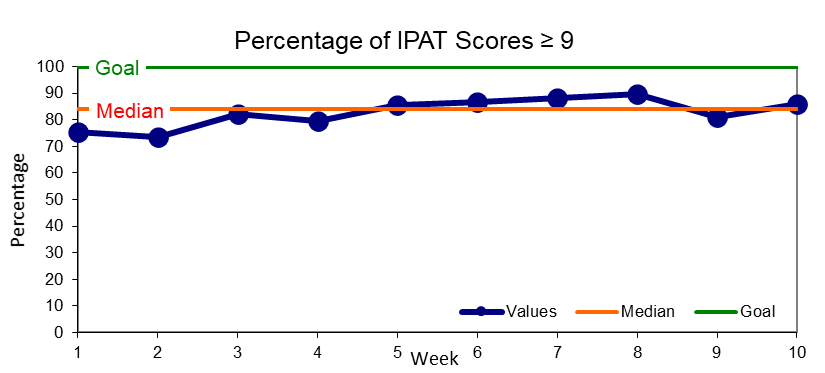 Percentage of IPAT Scores ≥ 9
Goal
Median
Percentage
100
90
80
70
60
50
40
30
20
10
0
Values Median Goal
1 2 3 4 5 6 7 8 9 10
Week